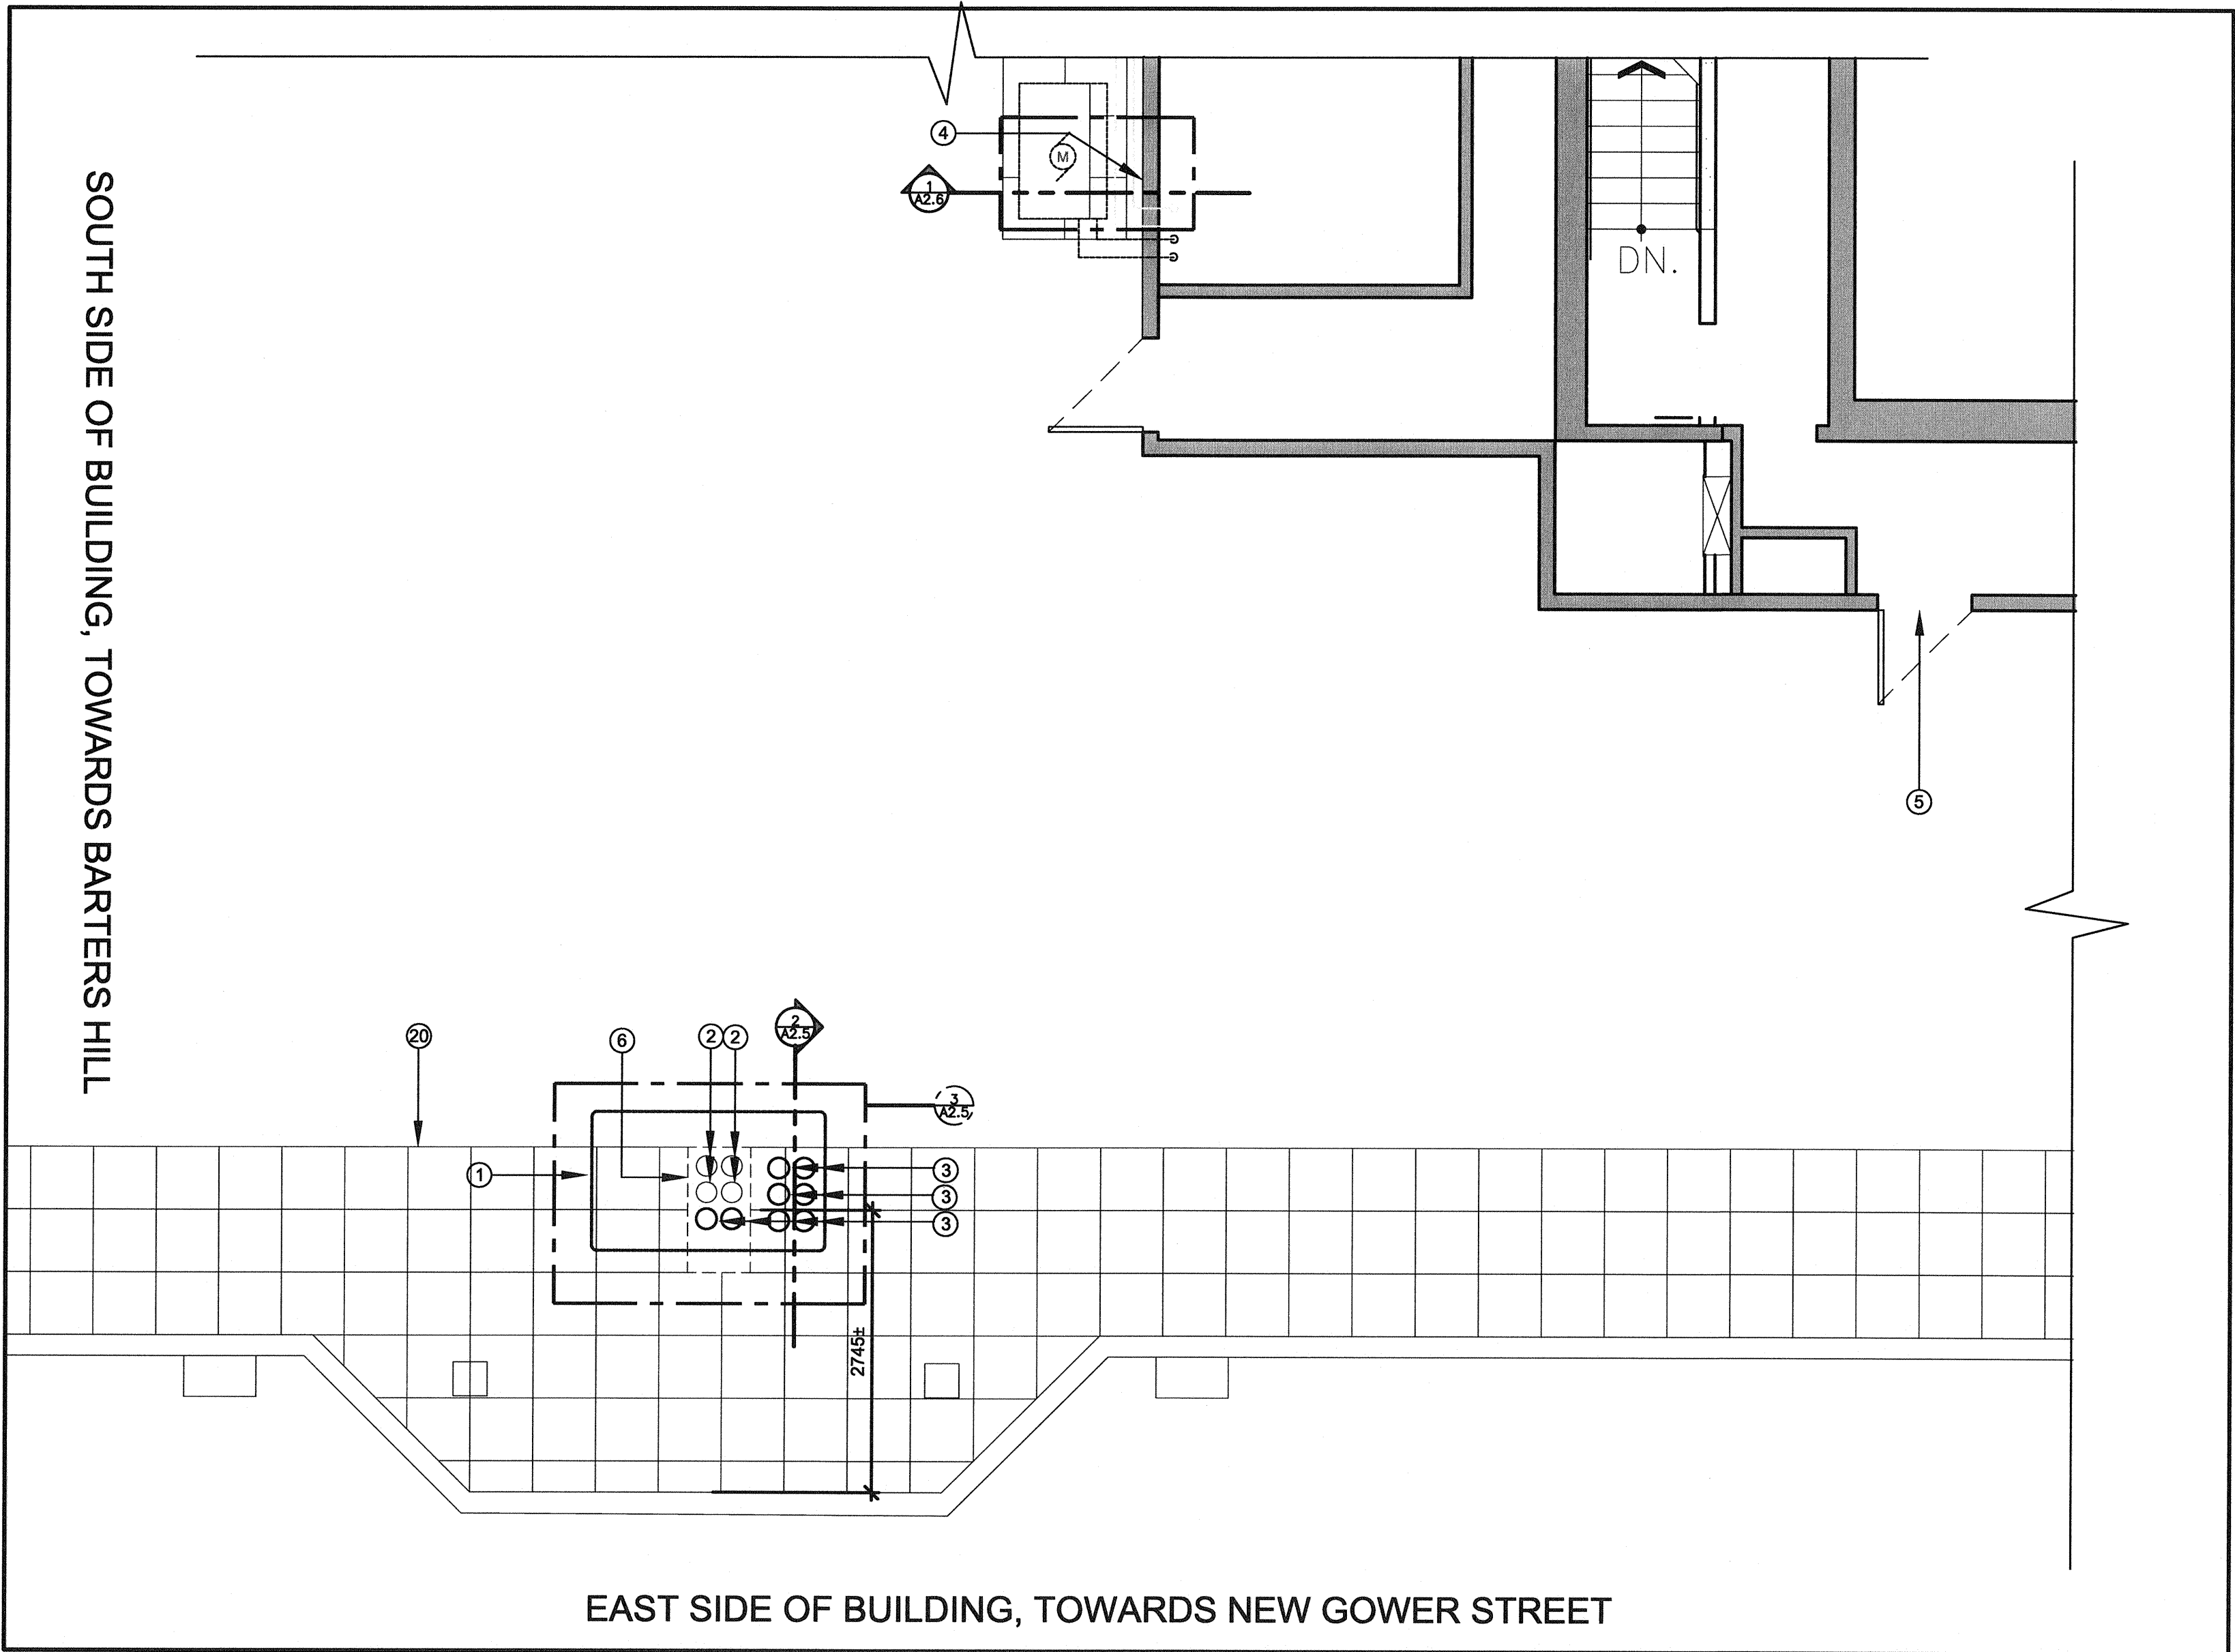 4
M
1
A2.6
DN.
SOUTH SIDE OF BUILDING, TOWARDS BARTERS HILL
5
20
6
2
2
2
A2.5
3
A2.5
1
3
3
3
2745±
EAST SIDE OF BUILDING, TOWARDS NEW GOWER STREET